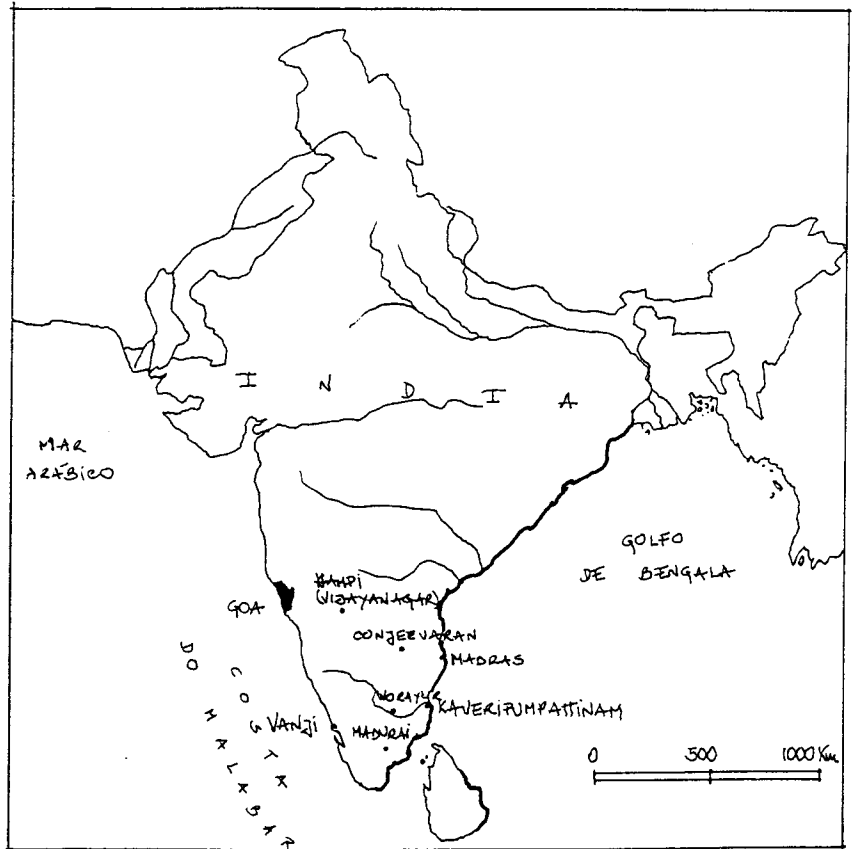 I N D I A
MAR
ARÁBICO
GOLFO
DE BENGALA
HAMPI
(VIJAYANAGAR)
GOA
CONJEEVARAN
MADRAS
WORAYUR
KAVERIPUMPATTINAM
VANJI
MADURAI
COSTA
DO MALABAR
0 500 1000 Km